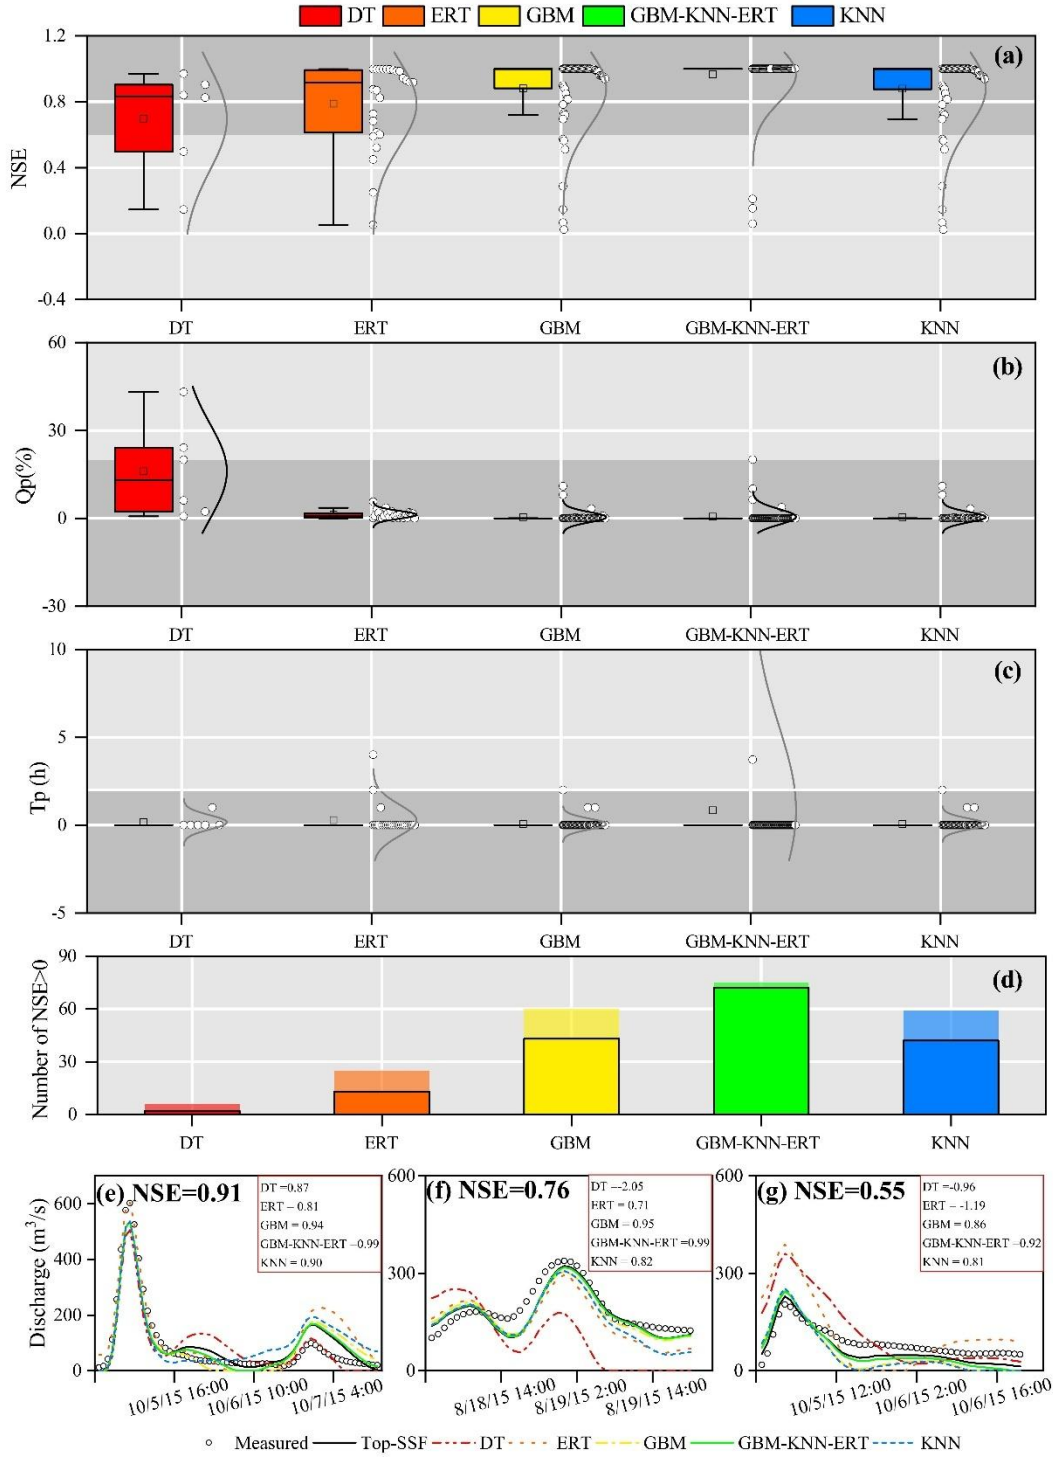 DT ERT GBM GBM-KNN-ERT KNN
(a)
NSE
1.2
0.8
0.4
0.0
-0.4
DT ERT GBM GBM-KNN-ERT KNN
(b)
Qp(%)
60
30
0
-30
DT ERT GBM GBM-KNN-ERT KNN
(c)
Tp (h)
10
5
0
-5
DT ERT GBM GBM-KNN-ERT KNN
(d)
Number of NSE>0
90
60
30
0
DT ERT GBM GBM-KNN-ERT KNN
Discharge (m³/s)
(e) NSE=0.91
DT =0.87
ERT = 0.81
GBM = 0.94
GBM-KNN-ERT =0.99
KNN = 0.90
600
400
200
0
10/5/15 16:00
10/6/15 10:00
10/7/15 4:00
(f) NSE=0.76
DT =-2.05
ERT = 0.71
GBM = 0.95
GBM-KNN-ERT =0.99
KNN = 0.82
600
300
0
8/18/15 14:00
8/19/15 2:00
8/19/15 14:00
(g) NSE=0.55
DT =-0.96
ERT = -1.19
GBM = 0.86
GBM-KNN-ERT =0.92
KNN = 0.81
600
300
0
10/5/15 12:00
10/6/15 2:00
10/6/15 16:00
Measured Top-SSF DT ERT GBM GBM-KNN-ERT KNN